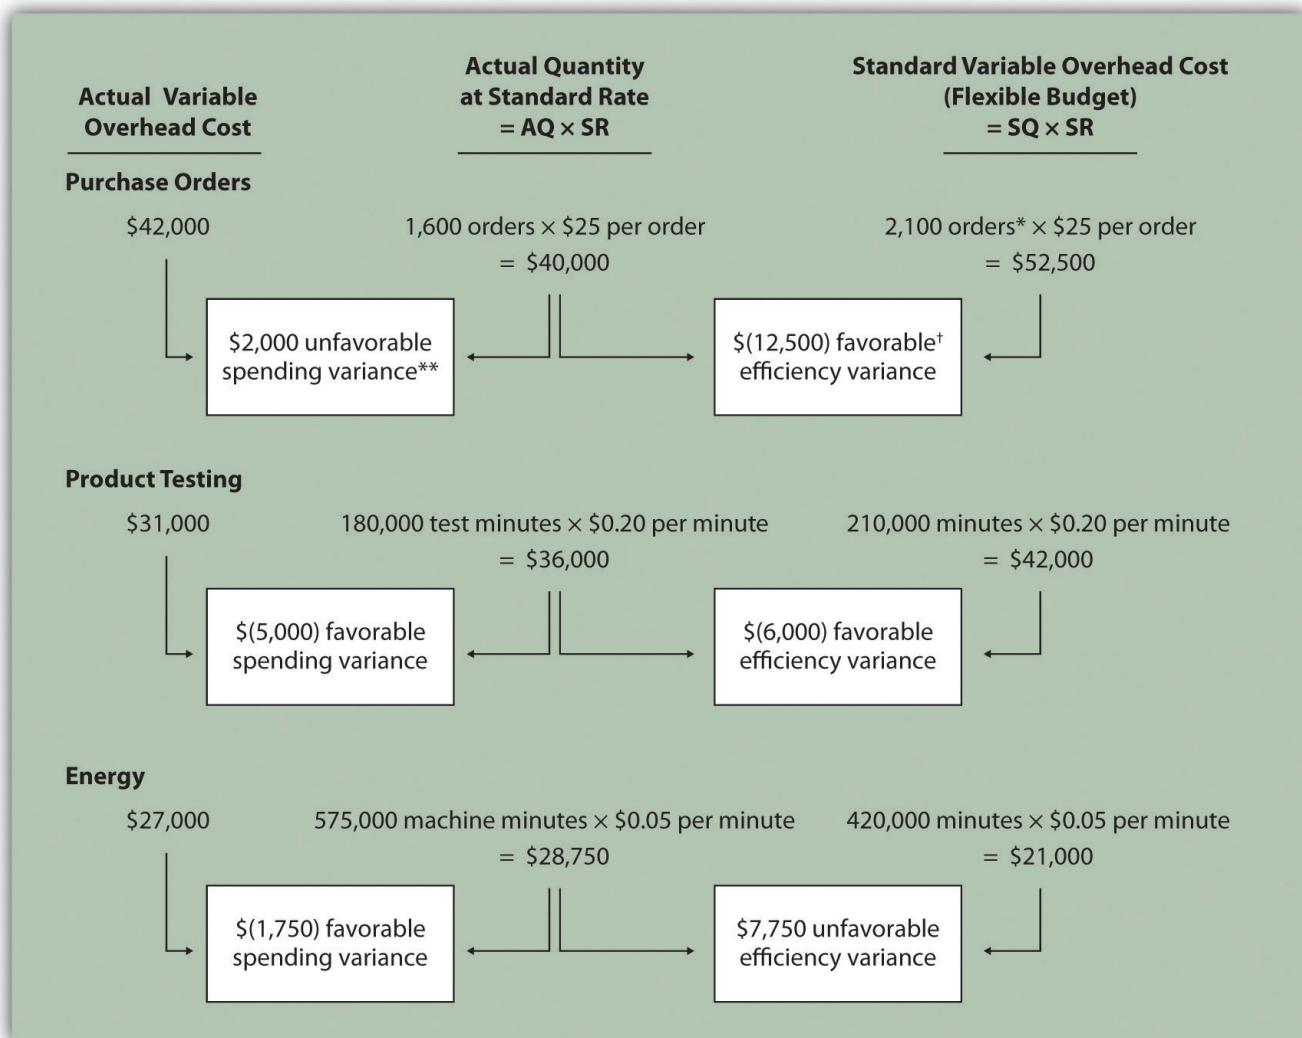 Actual Variable
Overhead Cost
Actual Quantity
at Standard Rate
= AQ × SR
Standard Variable Overhead Cost
(Flexible Budget)
= SQ × SR
Purchase Orders
$42,000
1,600 orders × $25 per order
= $40,000
2,100 orders* × $25 per order
= $52,500
$2,000 unfavorable
spending variance**
$(12,500) favorable†
efficiency variance
Product Testing
$31,000
180,000 test minutes × $0.20 per minute
= $36,000
210,000 minutes × $0.20 per minute
= $42,000
$(5,000) favorable
spending variance
$(6,000) favorable
efficiency variance
Energy
$27,000
575,000 machine minutes × $0.05 per minute
= $28,750
420,000 minutes × $0.05 per minute
= $21,000
$(1,750) favorable
spending variance
$7,750 unfavorable
efficiency variance